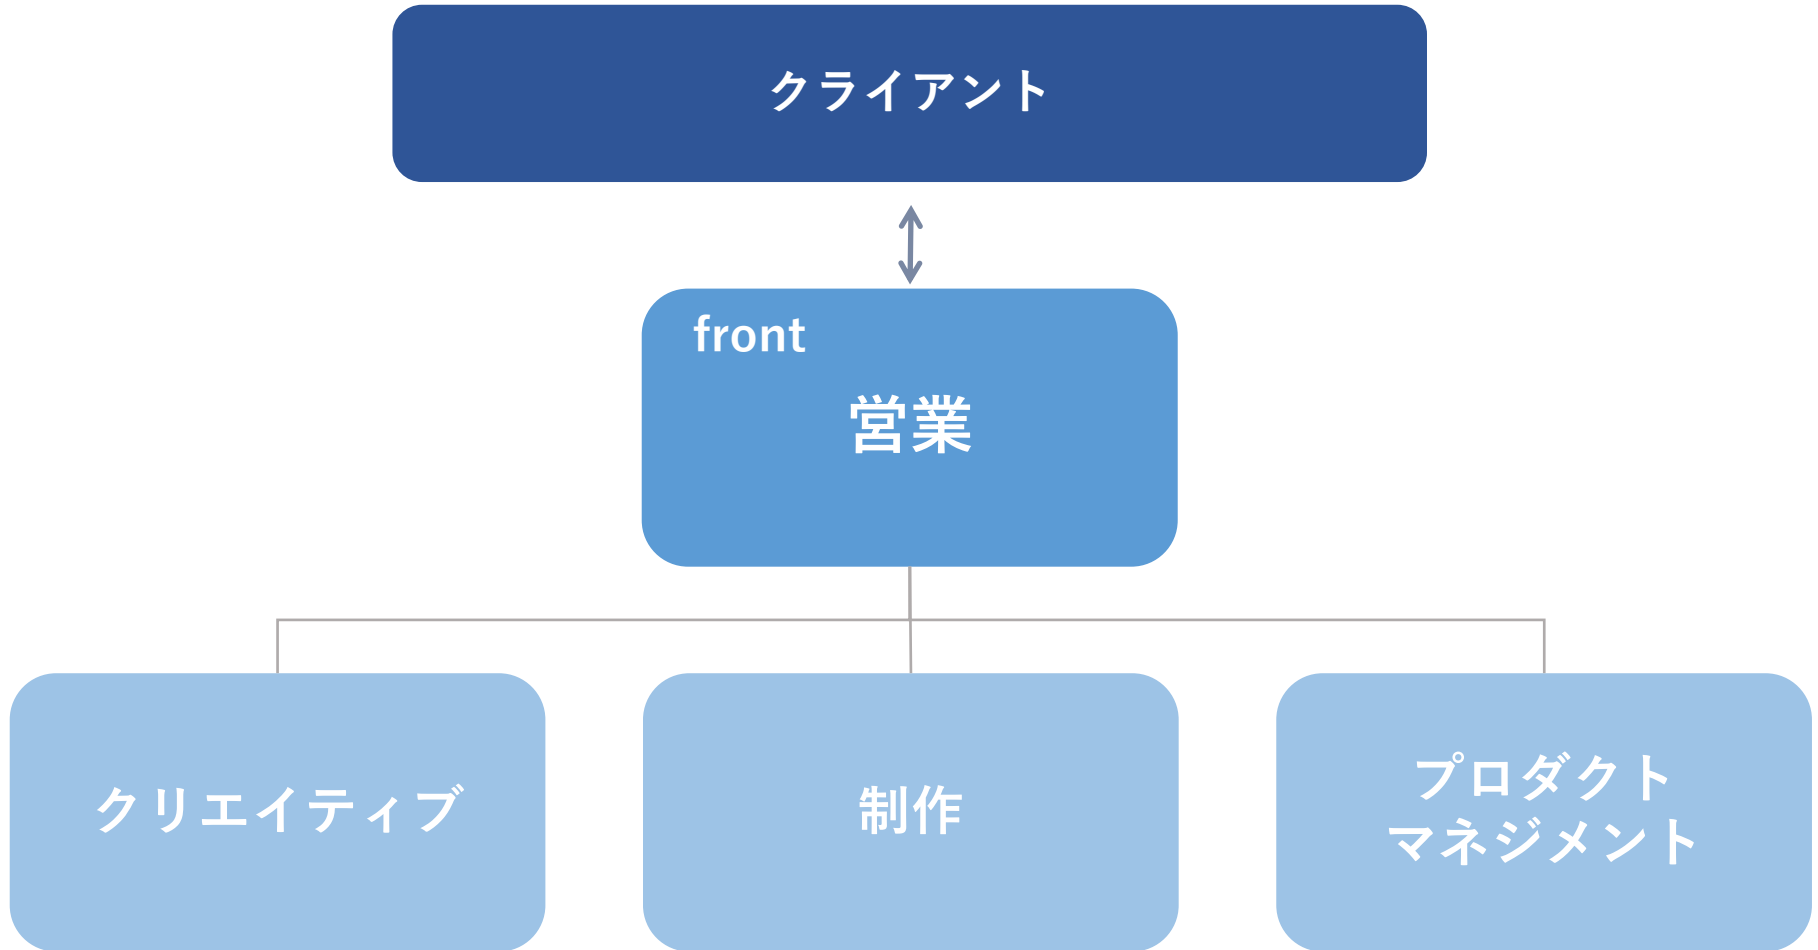 クライアント
front
営業
クリエイティブ
制作
プロダクト
マネジメント